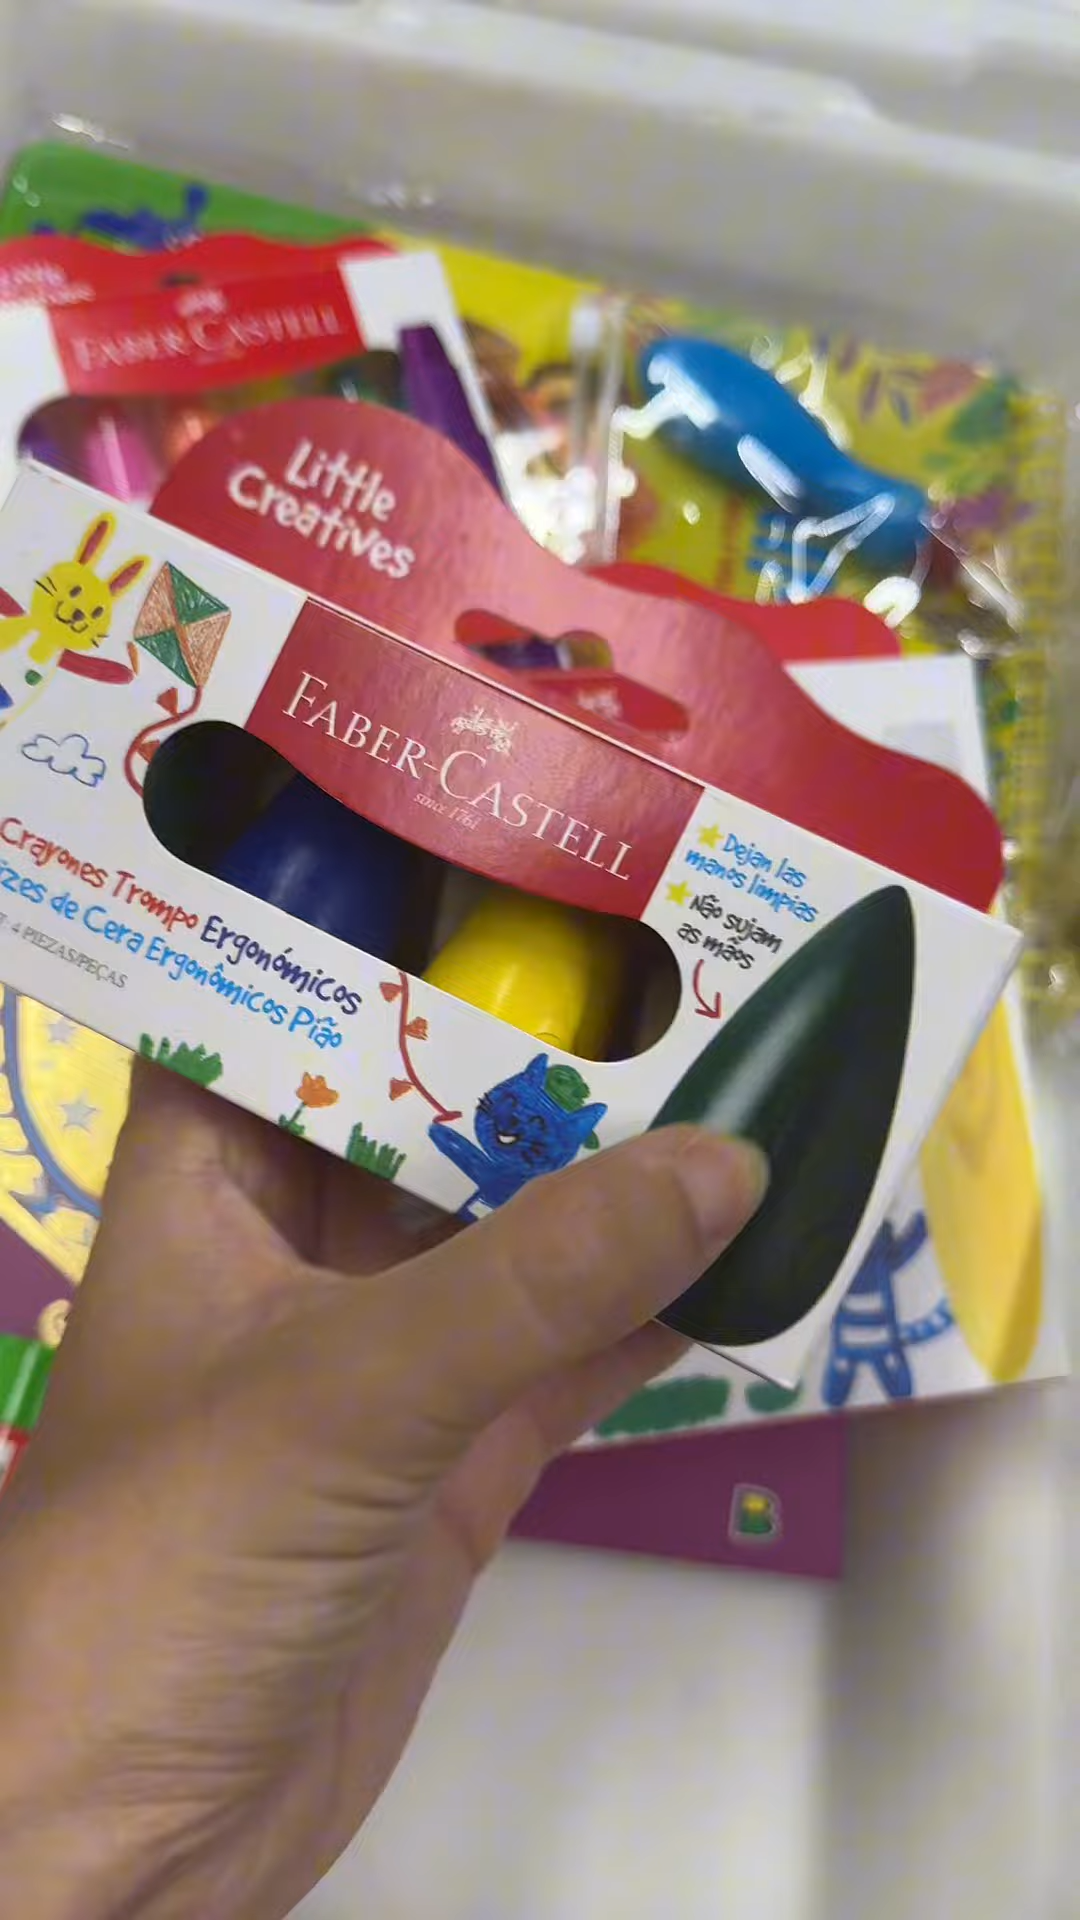 FABER-CASTELL
Little
Creatives
FABER-CASTELL
since 1761
Dejan las
manos limpias
Não sujam
as mãos
Crayones Trompo Ergonómicos
izes de Cera Ergonômicos Pião
4 PIEZAS/PEÇAS
B